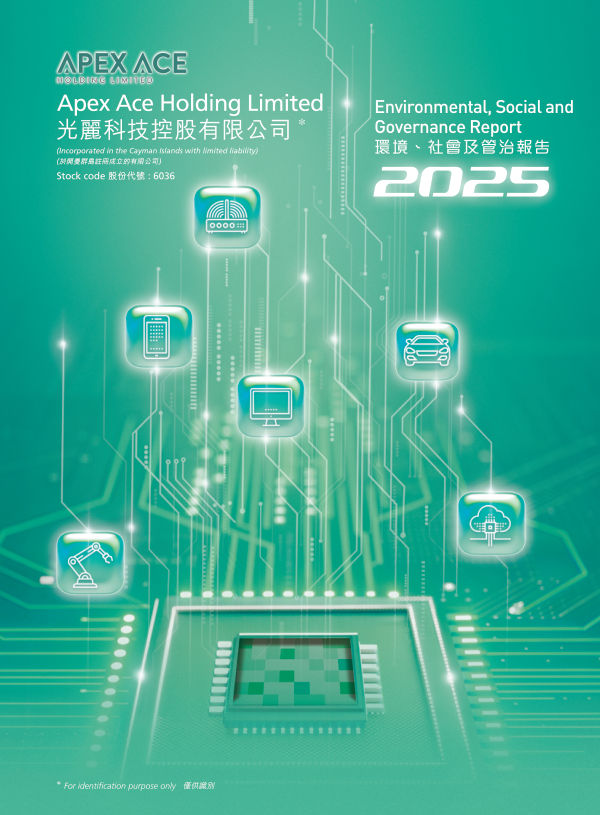 APEX ACE
HOLDING LIMITED
Apex Ace Holding Limited
光麗科技控股有限公司 *
(Incorporated in the Cayman Islands with limited liability)
(於開曼群島註冊成立的有限公司)
Stock code 股份代號 : 6036
Environmental, Social and
Governance Report
環境、社會及管治報告
2025
* For identification purpose only 僅供識別